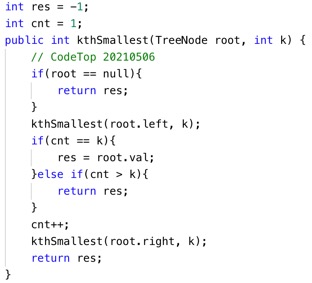 int res = -1;
int cnt = 1;
public int kthSmallest(TreeNode root, int k) {
    // CodeTop 20210506
    if(root == null){
        return res;
    }
    kthSmallest(root.left, k);
    if(cnt == k){
        res = root.val;
    }else if(cnt > k){
        return res;
    }
    cnt++;
    kthSmallest(root.right, k);
    return res;
}